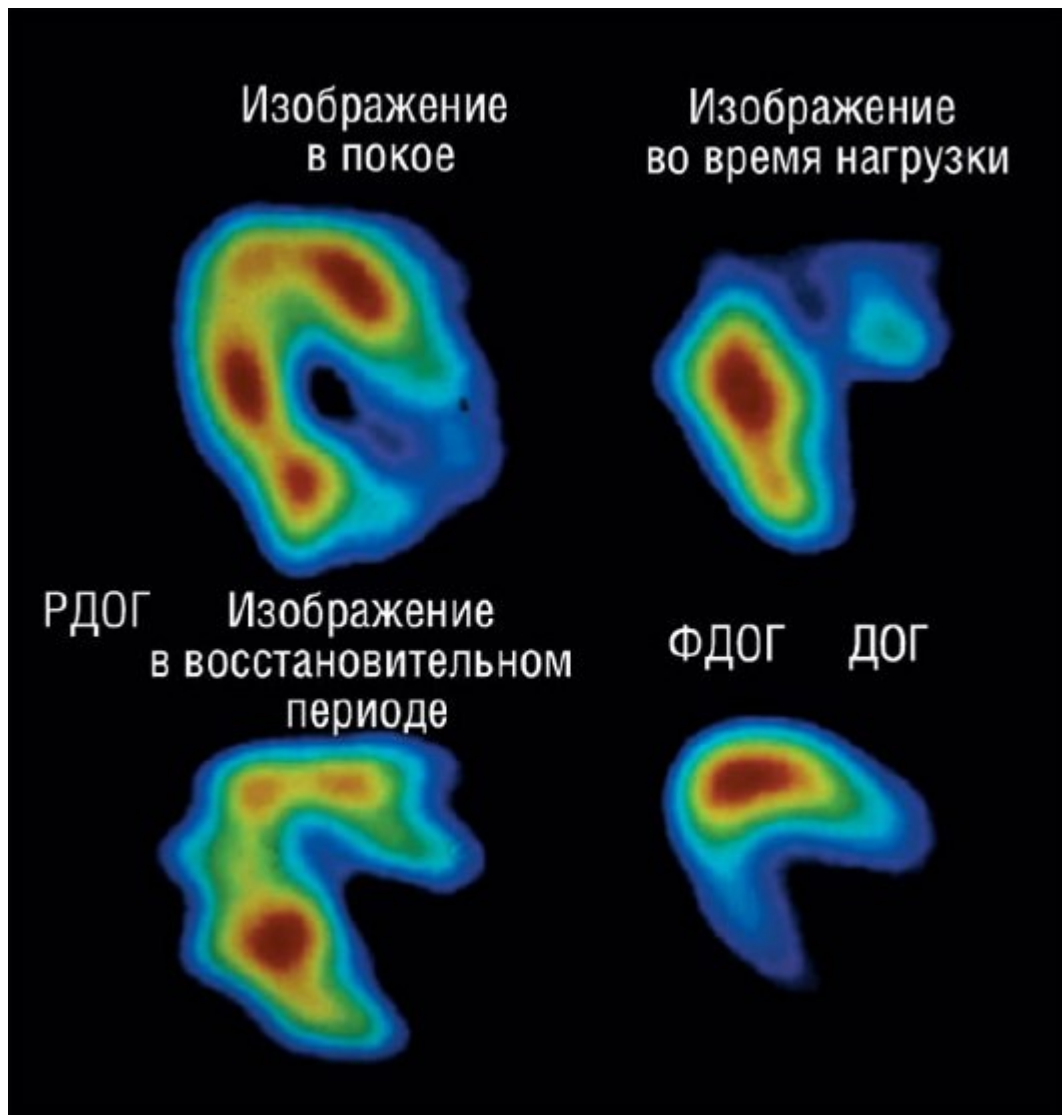 Изображение
в покое
Изображение
во время нагрузки
РДОГ
Изображение
в восстановительном
периоде
ФДОГ ДОГ